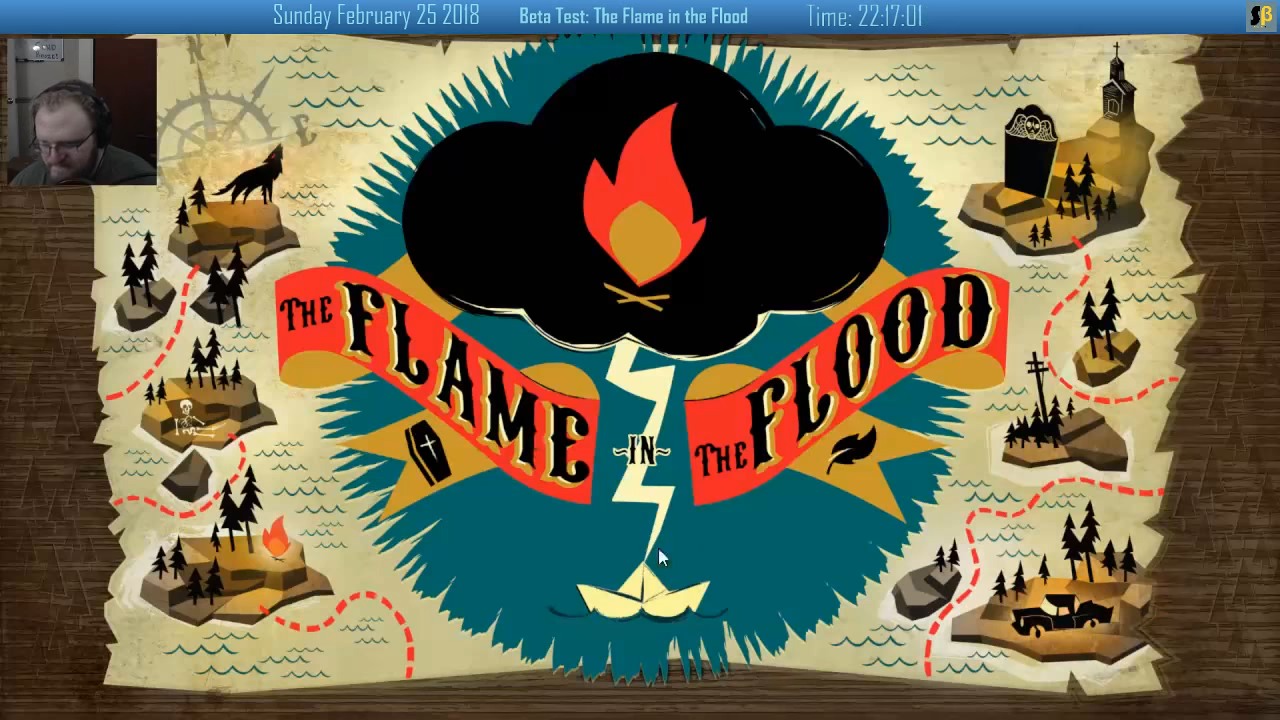 Sunday February 25 2018 Beta Test: The Flame in the Flood Time: 22:17:01
Sβ
E
THE FLAME
~IN~
THE FLOOD